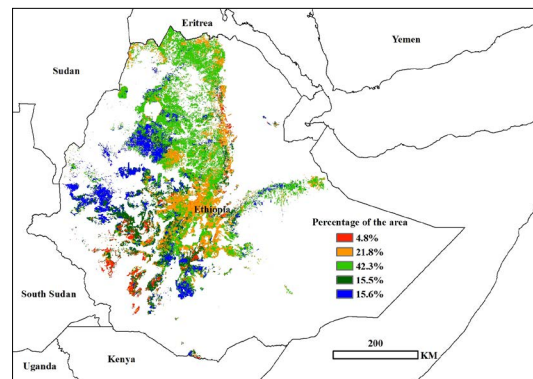 Eritrea
Yemen
Sudan
Ethiopia
Percentage of the area
4.8%
21.8%
42.3%
15.5%
15.6%
South Sudan
200
KM
Uganda
Kenya